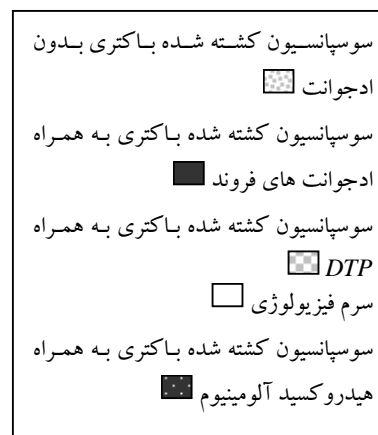 سوسپانسیون کشته شده باکتری بدون
ادجوانت
سوسپانسیون کشته شده باکتری به همراه
ادجوانت های فروند
سوسپانسیون کشته شده باکتری به همراه
DTP
سرم فیزیولوژی
سوسپانسیون کشته شده باکتری به همراه
هیدروکسید آلومینیوم